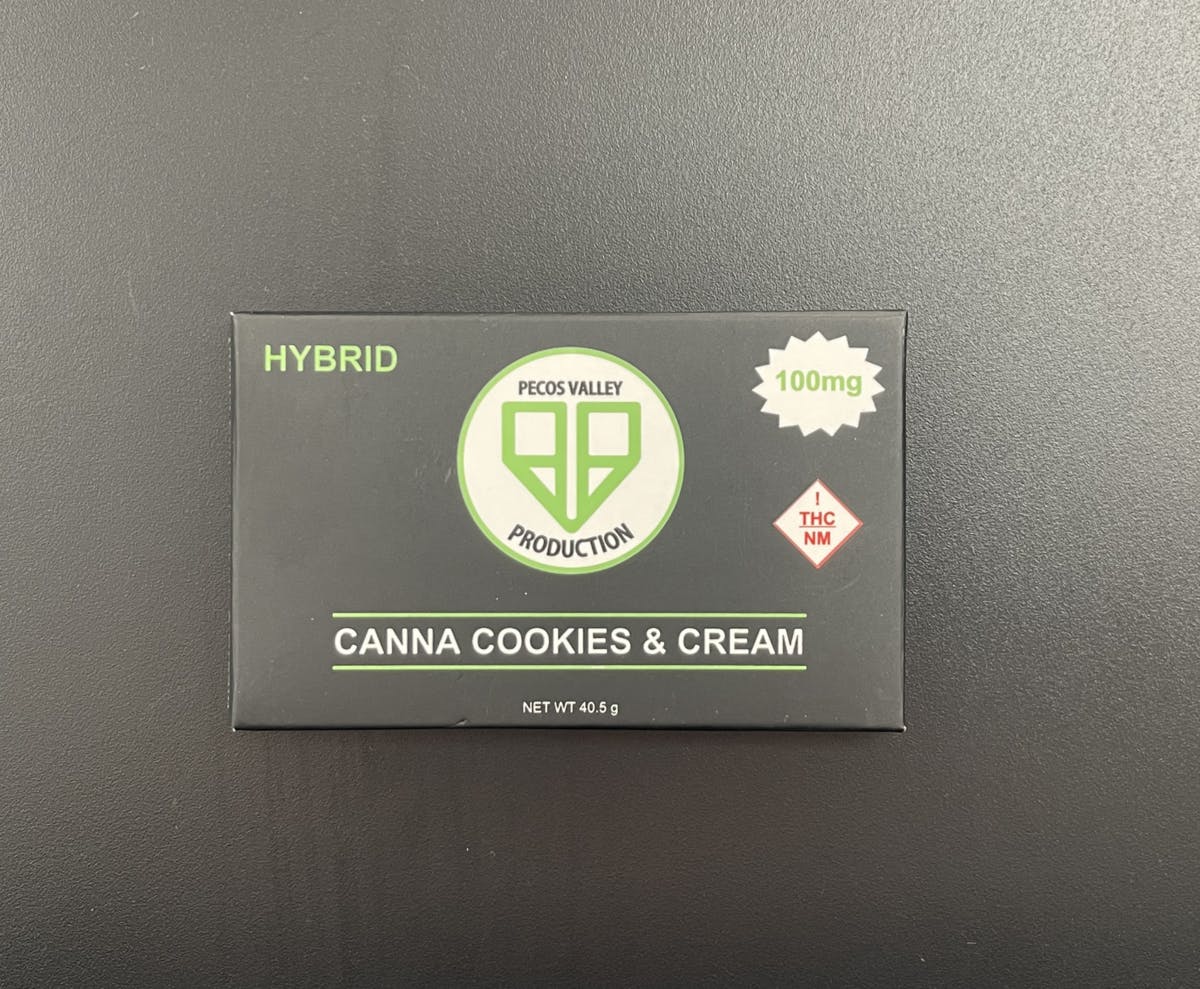 HYBRID
PECOS VALLEY
PRODUCTION
100mg
!
THC
NM
CANNA COOKIES & CREAM
NET WT 40.5 g